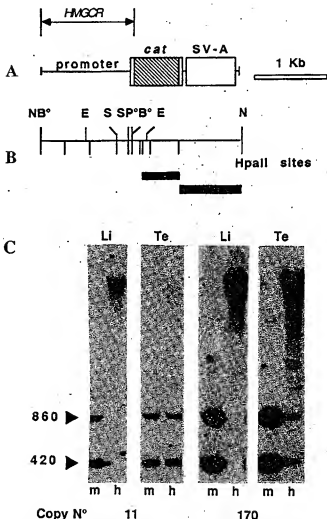 HMGCR
cat SV-A
A promoter 1 Kb
NB° E S SP°B° E N
B HpaII sites
C Li Te Li Te
860
420
m h m h m h m h
Copy N° 11 170